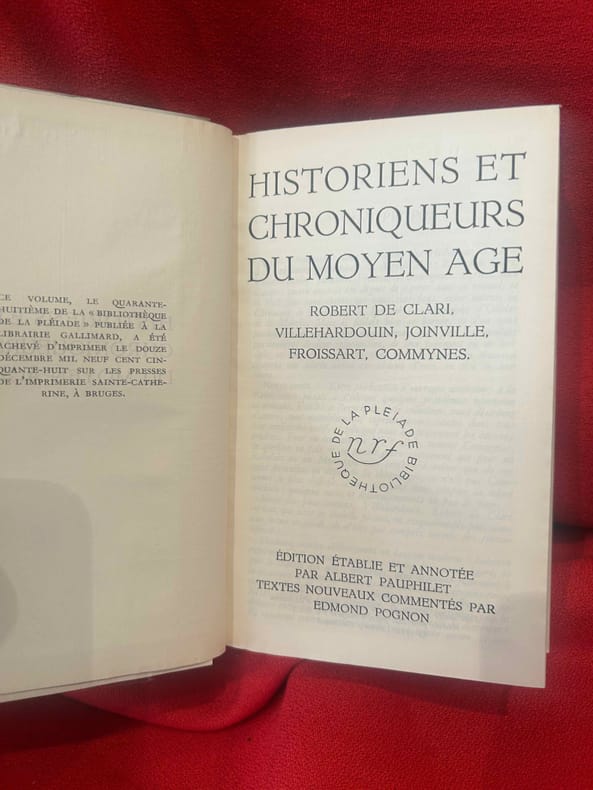 CE VOLUME, LE QUARANTE-
HUITIÈME DE LA « BIBLIOTHÈQUE
DE LA PLÉIADE » PUBLIÉE À LA
LIBRAIRIE GALLIMARD, A ÉTÉ
ACHEVÉ D'IMPRIMER LE DOUZE
DÉCEMBRE MIL NEUF CENT CIN-
QUANTE-HUIT SUR LES PRESSES
DE L'IMPRIMERIE SAINTE-CATHE-
RINE, À BRUGES.
HISTORIENS ET
CHRONIQUEURS
DU MOYEN AGE
ROBERT DE CLARI,
VILLEHARDOUIN, JOINVILLE,
FROISSART, COMMYNES.
BIBLIOTHEQUE DE LA PLEIADE
nrf
ÉDITION ÉTABLIE ET ANNOTÉE
PAR ALBERT PAUPHILET
TEXTES NOUVEAUX COMMENTÉS PAR
EDMOND POGNON